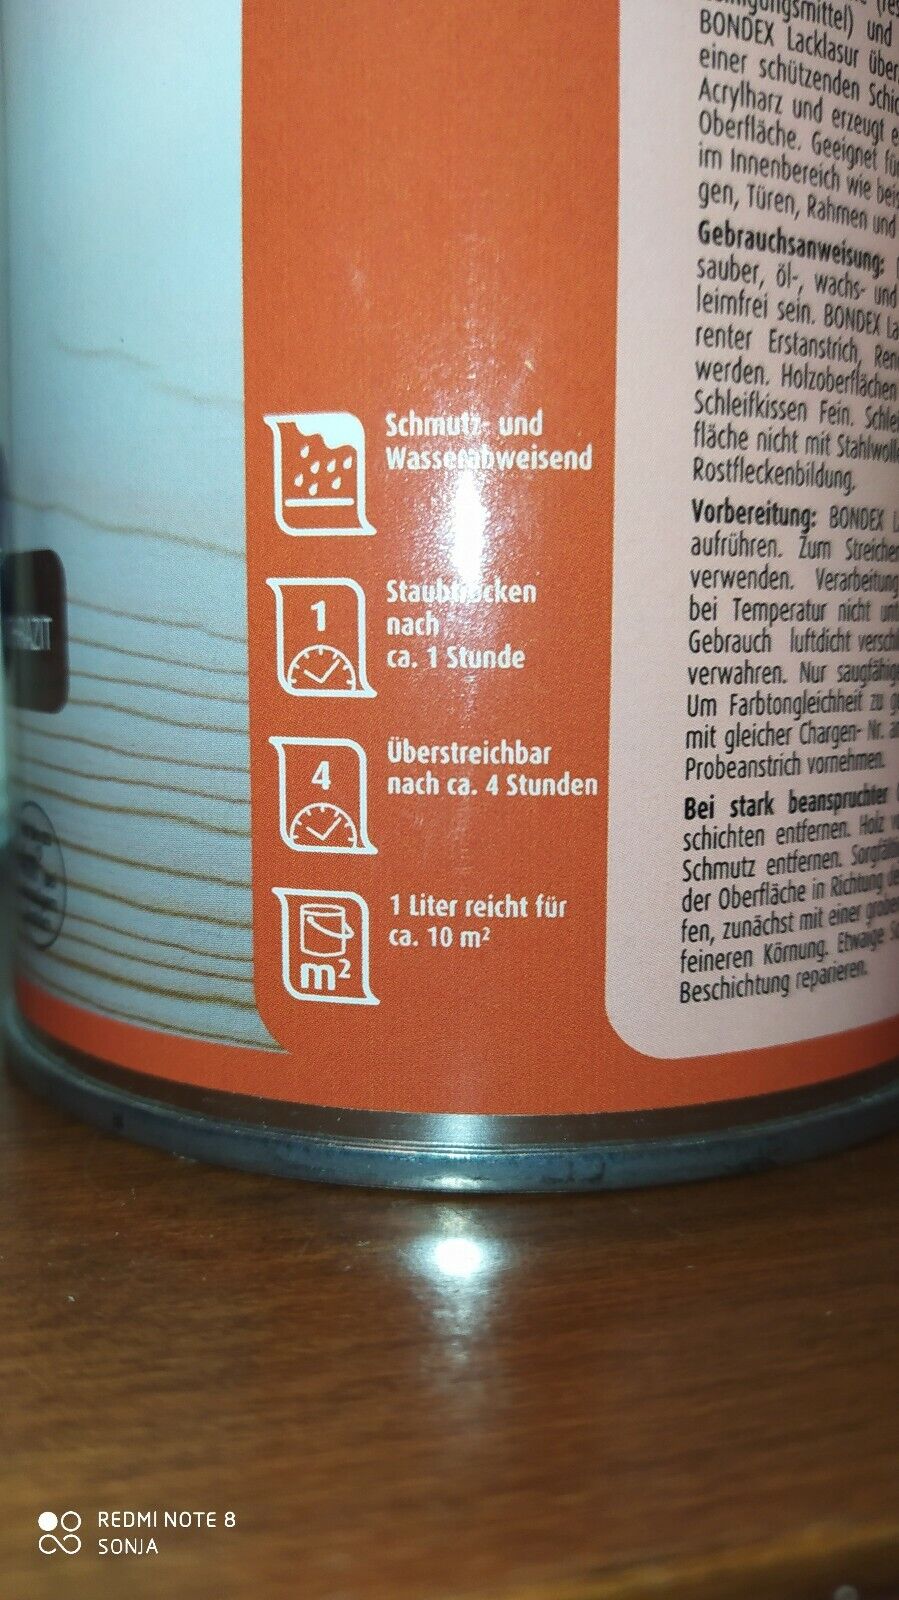 Schmutz- und
Wasserabweisend
1
Staubtrocken
nach
ca. 1 Stunde
4
Überstreichbar
nach ca. 4 Stunden
m²
1 Liter reicht für
ca. 10 m²
und
BONDEX Lacklasur
einer schützenden
Acrylharz und erzeugt
Oberfläche. Geeignet
im Innenbereich wie
gen, Türen, Rahmen und
Gebrauchsanweisung:
sauber, öl-, wachs- und
leimfrei sein. BONDEX
renter Erstanstrich,
werden. Holzoberflächen
Schleifkissen Fein.
fläche nicht mit Stahlwolle
Rostfleckenbildung.
Vorbereitung: BONDEX
aufrühren. Zum Streichen
verwenden.
bei Temperatur nicht
Gebrauch luftdicht
verwahren. Nur
Um Farbtongleichheit zu
mit gleicher Chargen- Nr.
Probeanstrich vornehmen.
Bei stark beanspruchter
schichten entfernen. Holz
Schmutz entfernen.
der Oberfläche in Richtung
fen, zunächst mit einer
feineren Körnung. Etwaige
Beschichtung reparieren.
REDMI NOTE 8
SONJA